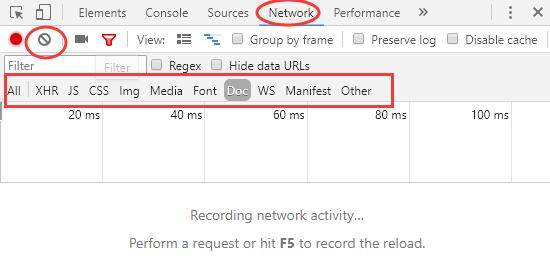 Elements Console Sources Network Performance »
View: Group by frame Preserve log Disable cache
Filter Filter Regex Hide data URLs
All XHR JS CSS Img Media Font Doc WS Manifest Other
20 ms 40 ms 60 ms 80 ms 100 ms
Recording network activity...
Perform a request or hit F5 to record the reload.